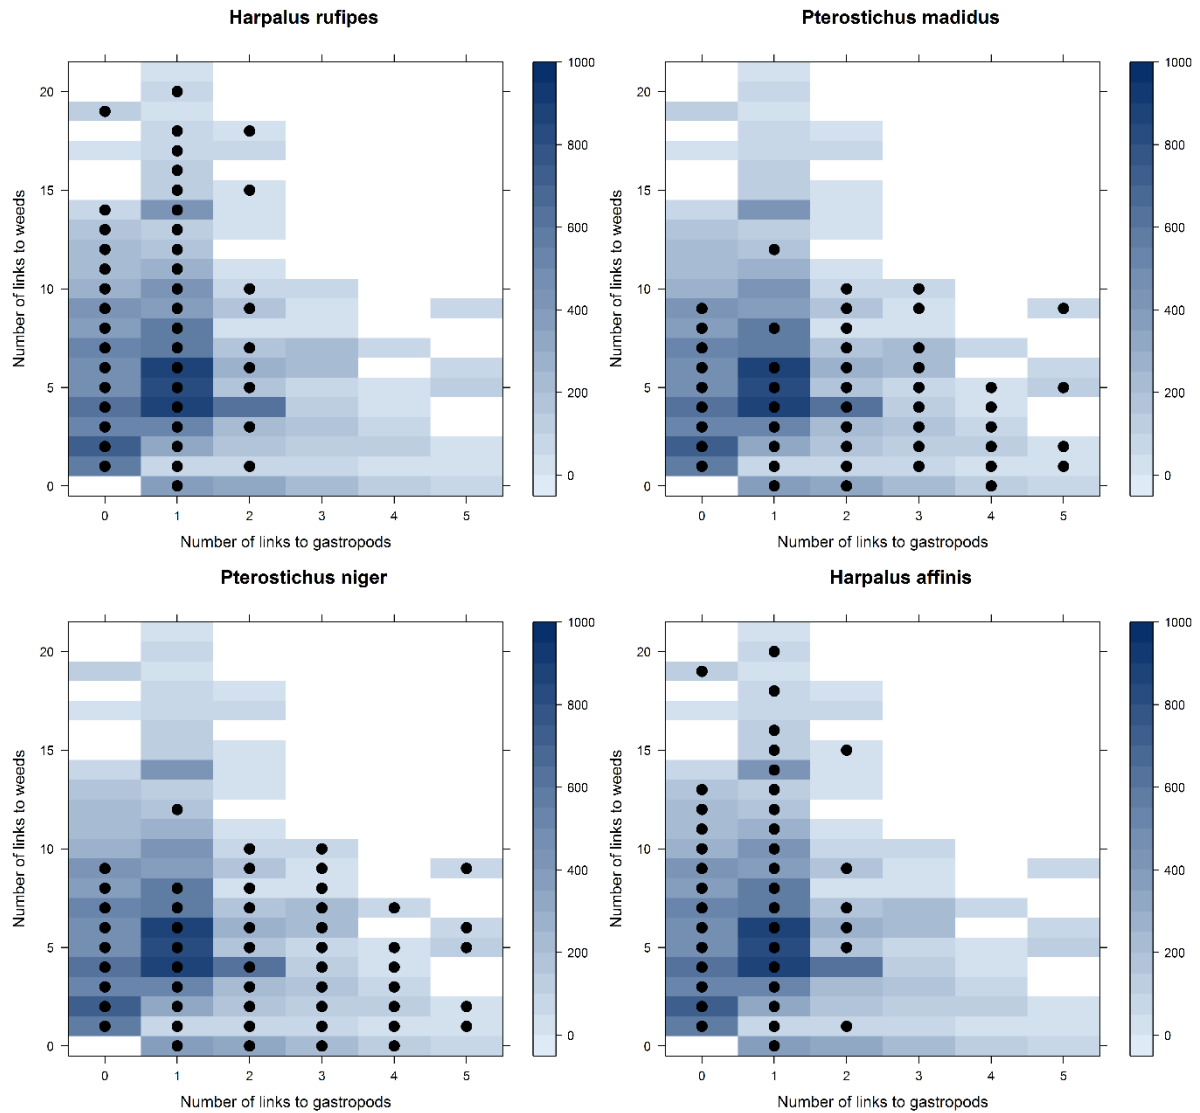 Harpalus rufipes
Number of links to weeds
20
15
10
5
0
0 1 2 3 4 5
Number of links to gastropods
1000
800
600
400
200
0
Pterostichus madidus
Number of links to weeds
20
15
10
5
0
0 1 2 3 4 5
Number of links to gastropods
1000
800
600
400
200
0
Pterostichus niger
Number of links to weeds
20
15
10
5
0
0 1 2 3 4 5
Number of links to gastropods
1000
800
600
400
200
0
Harpalus affinis
Number of links to weeds
20
15
10
5
0
0 1 2 3 4 5
Number of links to gastropods
1000
800
600
400
200
0